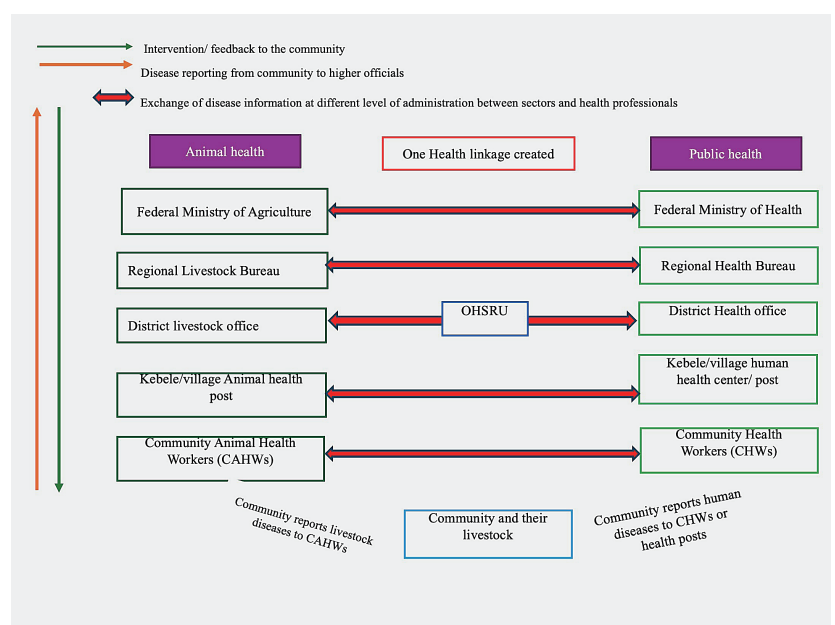 Intervention/ feedback to the community
Disease reporting from community to higher officials
Exchange of disease information at different level of administration between sectors and health professionals
Animal health
One Health linkage created
Public health
Federal Ministry of Agriculture
Federal Ministry of Health
Regional Livestock Bureau
Regional Health Bureau
District livestock office
OHSRU
District Health office
Kebele/village Animal health
post
Kebele/village human
health center/ post
Community Animal Health
Workers (CAHWs)
Community Health
Workers (CHWs)
Community reports livestock
diseases to CAHWs
Community and their
livestock
Community reports human
diseases to CHWs or
health posts